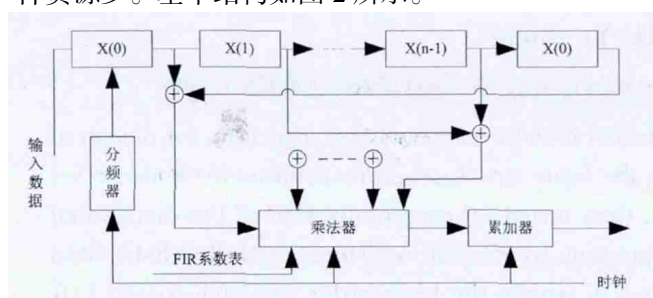 件资源少。基本结构如图2所示。
X(0) X(1) X(n-1) X(0)
输入数据
分频器
乘法器 累加器
FIR系数表
时钟